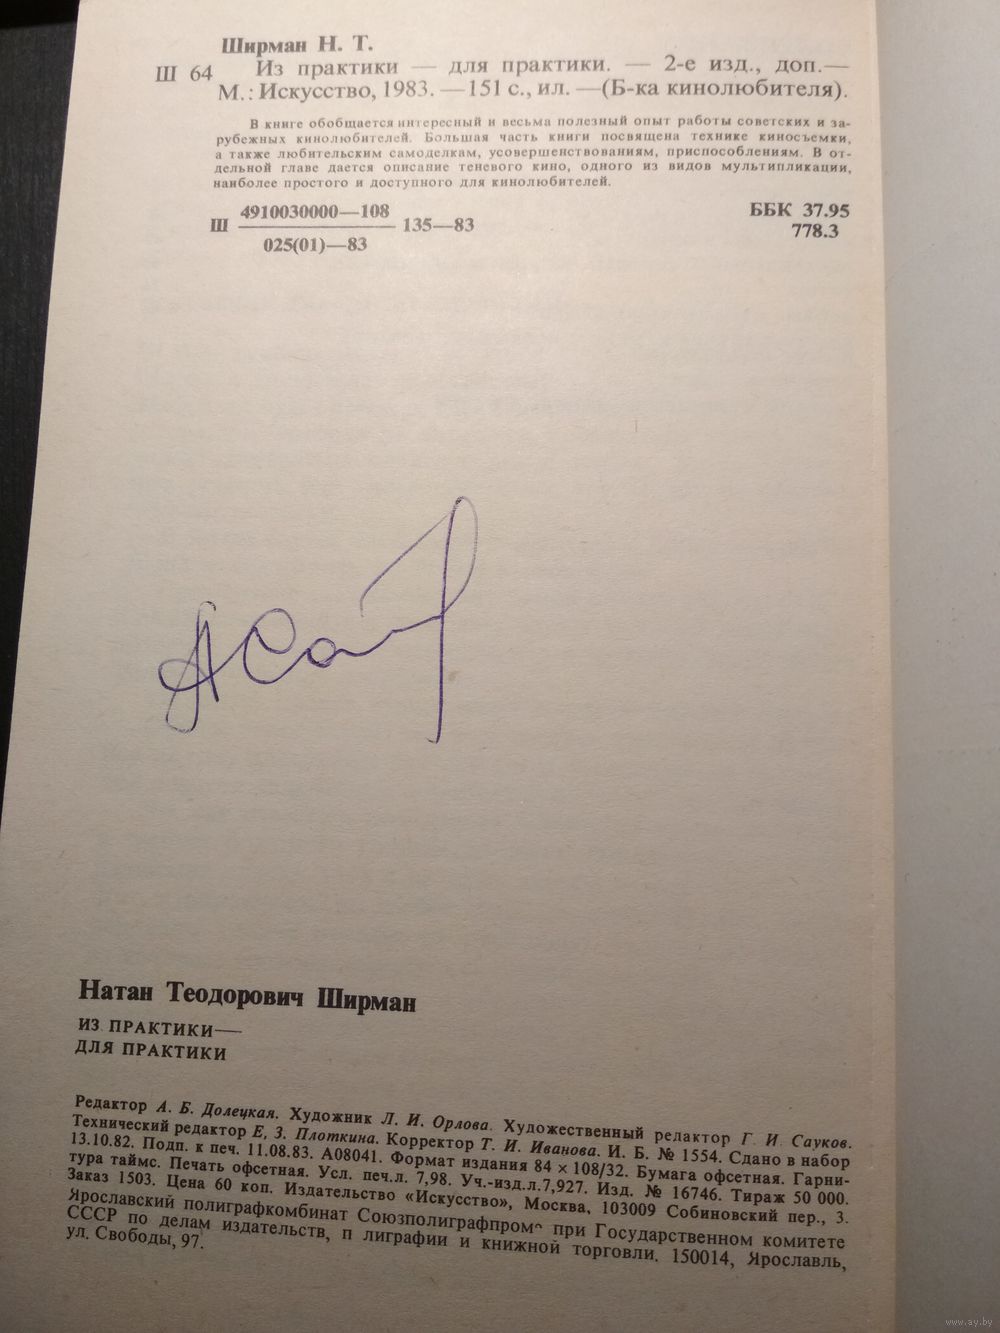 Ширман Н. Т.
Ш 64 Из практики — для практики. — 2-е изд., доп.—
М.: Искусство, 1983. —151 с., ил. —(Б-ка кинолюбителя).
В книге обобщается интересный и весьма полезный опыт работы советских и за-
рубежных кинолюбителей. Большая часть книги посвящена технике киносъемки,
а также любительским самоделкам, усовершенствованиям, приспособлениям. В от-
дельной главе дается описание теневого кино, одного из видов мультипликации,
наиболее простого и доступного для кинолюбителей.
Ш 4910030000—108 135—83
025(01)—83
ББК 37.95
778.3
Натан Теодорович Ширман
ИЗ ПРАКТИКИ—
ДЛЯ ПРАКТИКИ
Редактор А. Б. Долецкая. Художник Л. И. Орлова. Художественный редактор Г. И. Сауков.
Технический редактор Е. З. Плоткина. Корректор Т. И. Иванова. И. Б. № 1554. Сдано в набор
13.10.82. Подп. к печ. 11.08.83. А08041. Формат издания 84 × 108/32. Бумага офсетная. Гарни-
тура таймс. Печать офсетная. Усл. печ.л. 7,98. Уч.-изд.л.7,927. Изд. № 16746. Тираж 50 000.
Заказ 1503. Цена 60 коп. Издательство «Искусство», Москва, 103009 Собиновский пер., 3.
Ярославский полиграфкомбинат Союзполиграфпром^ при Государственном комитете
СССР по делам издательств, п лиграфии и книжной торговли. 150014, Ярославль,
ул. Свободы, 97.
www.ay.by